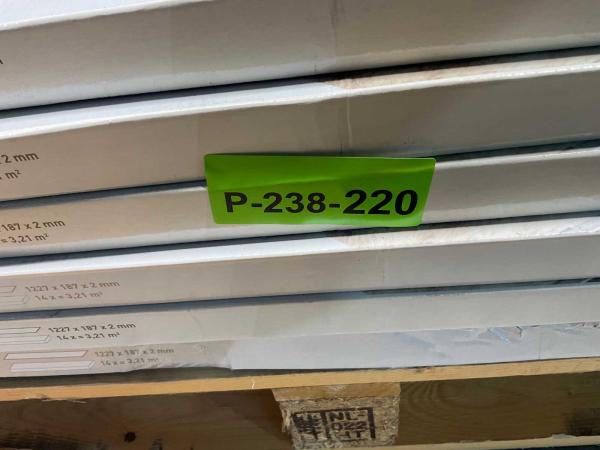 x 2 mm
m²
P-238-220
187 x 2 mm
x = 3,21 m²
1227 x 187 x 2 mm
14 x = 3,21 m²
1227 x 187 x 2 mm
14 x = 3,21 m²
1227 x 187 x 2 mm
14 x = 3,21 m²
NL
022
HT